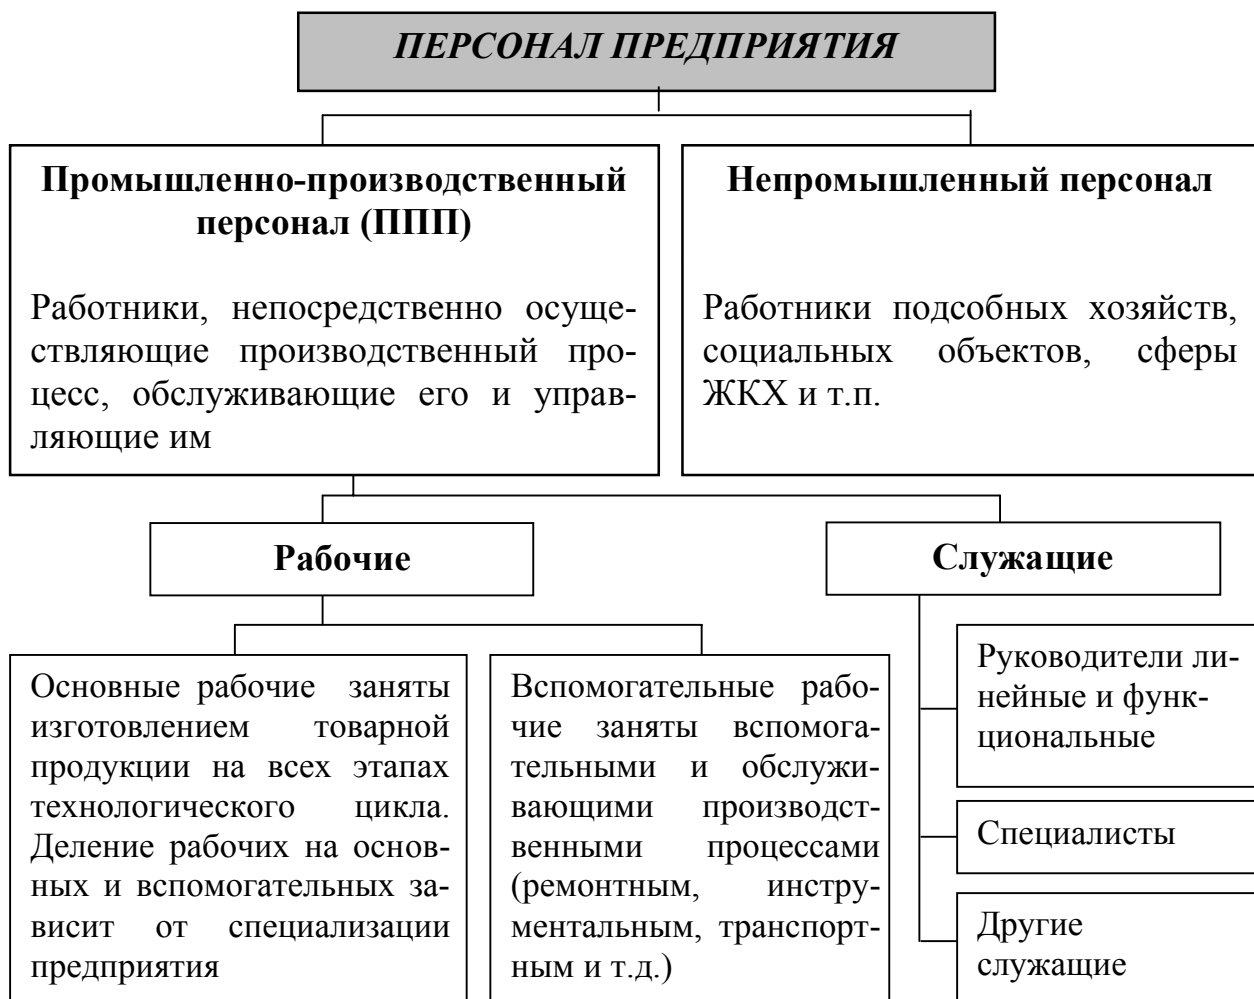 ПЕРСОНАЛ ПРЕДПРИЯТИЯ
Промышленно-производственный
персонал (ППП)
Работники, непосредственно осуще-
ствляющие производственный про-
цесс, обслуживающие его и управ-
ляющие им
Непромышленный персонал
Работники подсобных хозяйств,
социальных объектов, сферы
ЖКХ и т.п.
Рабочие
Служащие
Основные рабочие заняты
изготовлением товарной
продукции на всех этапах
технологического цикла.
Деление рабочих на основ-
ных и вспомогательных за-
висит от специализации
предприятия
Вспомогательные рабо-
чие заняты вспомога-
тельными и обслужи-
вающими производст-
венными процессами
(ремонтным, инстру-
ментальным, транспорт-
ным и т.д.)
Руководители ли-
нейные и функ-
циональные
Специалисты
Другие
служащие